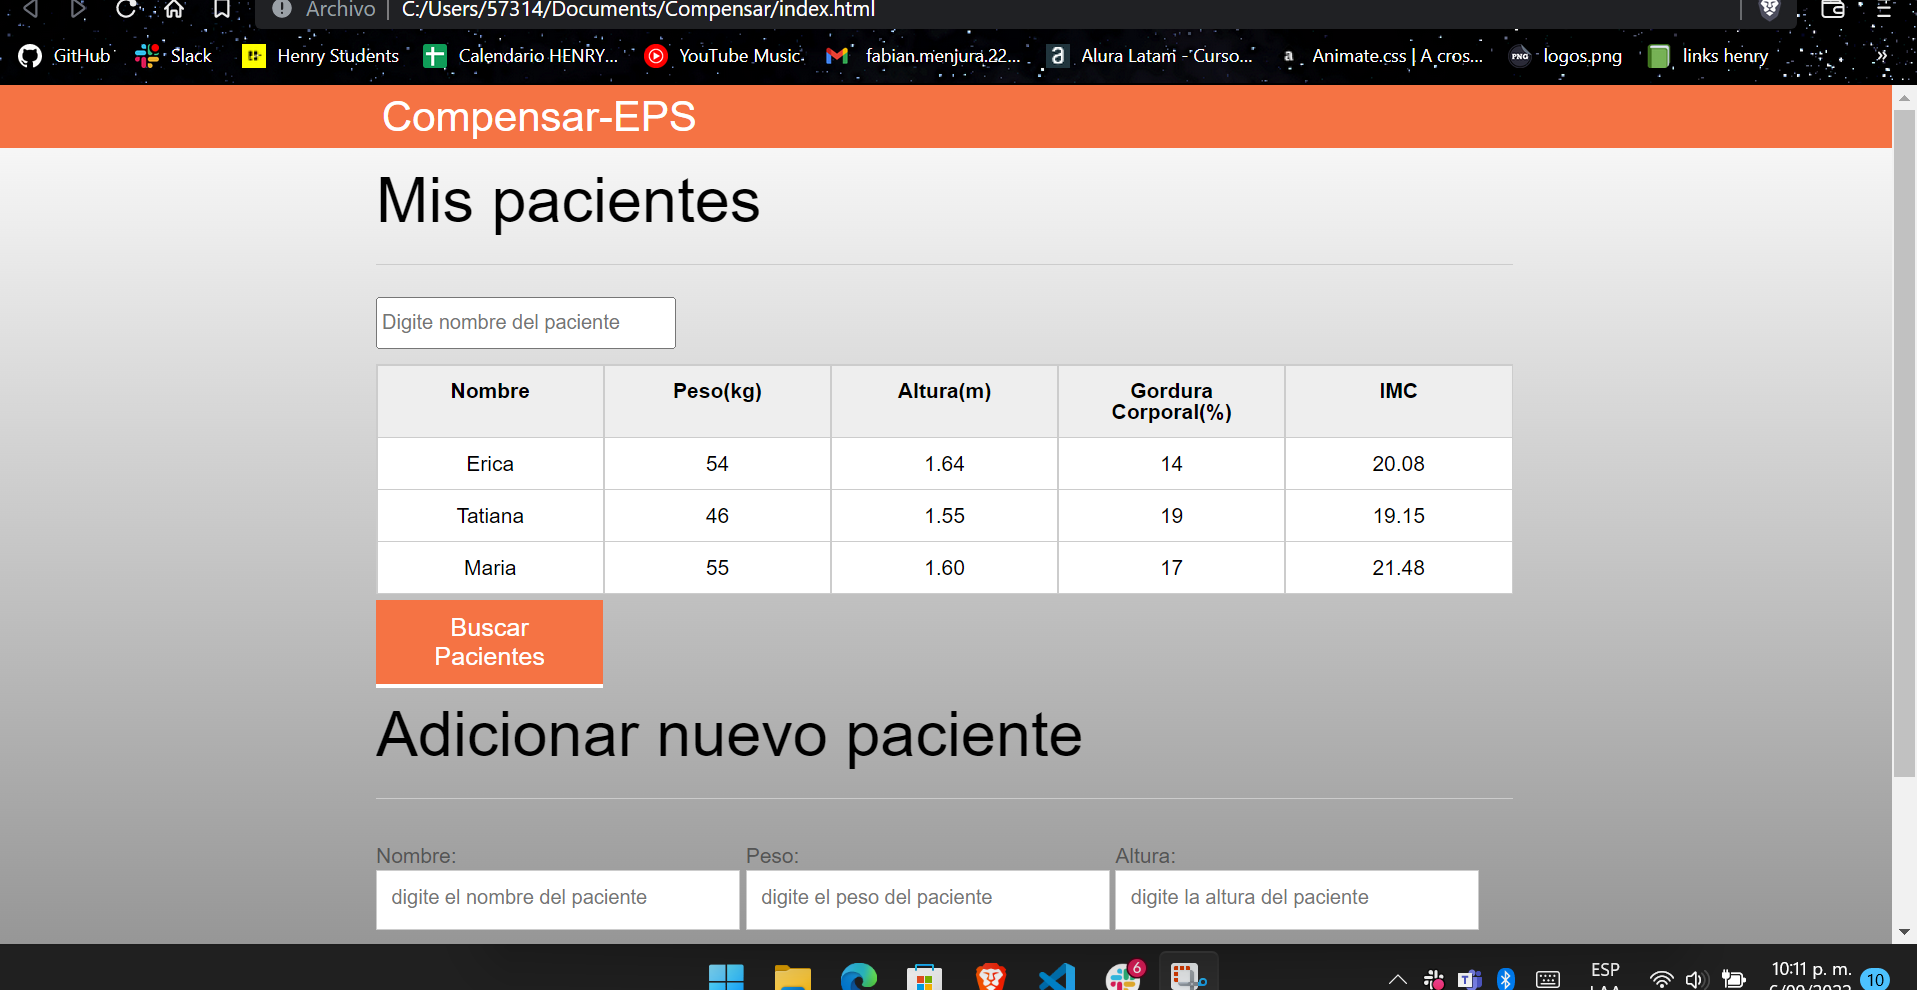 Archivo | C:/Users/57314/Documents/Compensar/index.html
GitHub Slack Henry Students Calendario HENRY... YouTube Music fabian.menjura.22... a Alura Latam - Curso... a. Animate.css | A cros... PNG logos.png links henry »
Compensar-EPS
Mis pacientes
Digite nombre del paciente
Nombre Peso(kg) Altura(m) Gordura Corporal(%) IMC
Erica 54 1.64 14 20.08
Tatiana 46 1.55 19 19.15
Maria 55 1.60 17 21.48
Buscar
Pacientes
Adicionar nuevo paciente
Nombre: Peso: Altura:
digite el nombre del paciente digite el peso del paciente digite la altura del paciente
6 ESP 10:11 p. m. 10